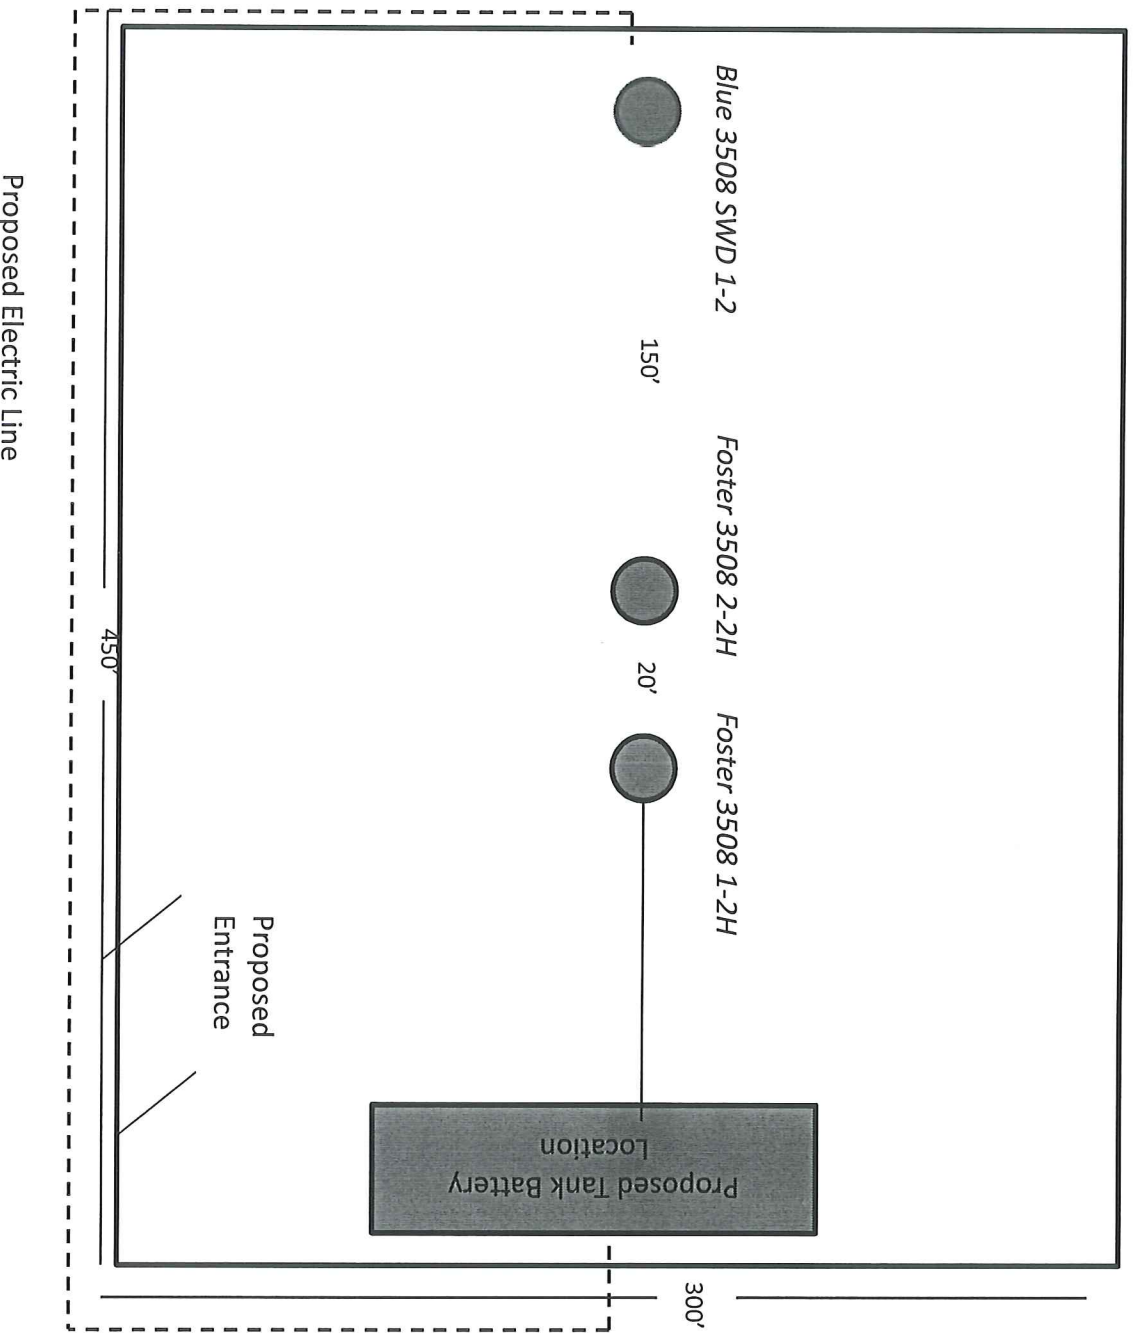 Blue 3508 SWD 1-2
Foster 3508 2-2H
Foster 3508 1-2H
150’
20’
Proposed Tank Battery
Location
Proposed
Entrance
450’
300’
Proposed Electric Line